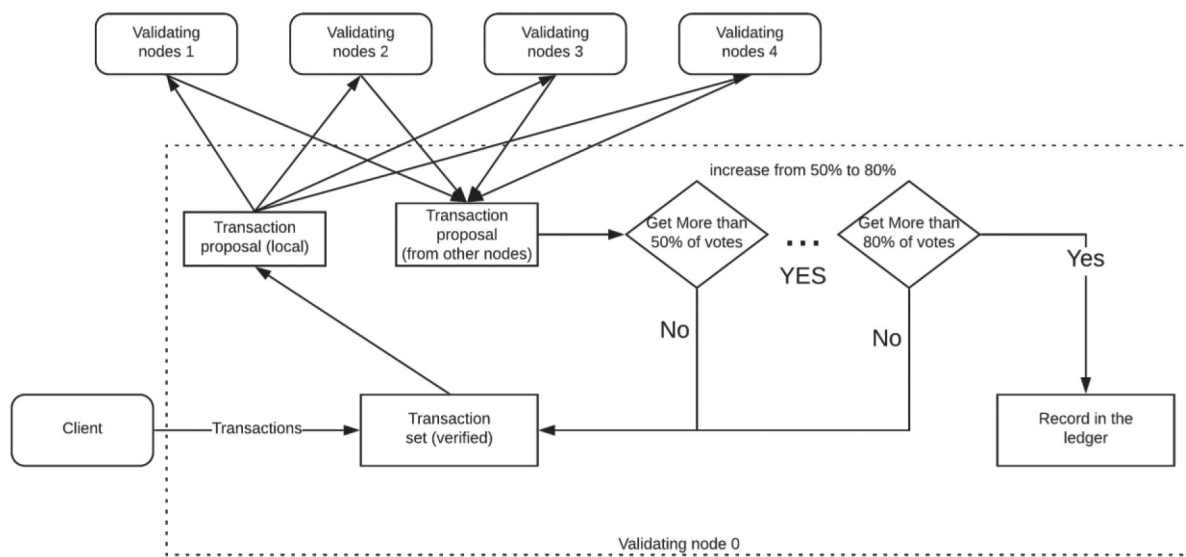 Validating
nodes 1
Validating
nodes 2
Validating
nodes 3
Validating
nodes 4
increase from 50% to 80%
Transaction
proposal (local)
Transaction
proposal
(from other nodes)
Get More than
50% of votes
...
YES
Get More than
80% of votes
Yes
No
No
Client
Transactions
Transaction
set (verified)
Record in the
ledger
Validating node 0